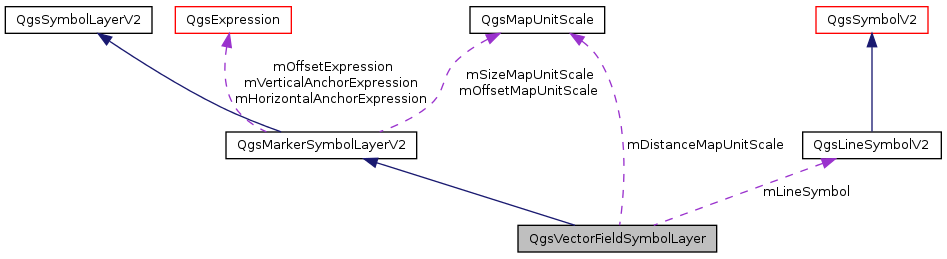 QgsSymbolLayerV2
QgsExpression
QgsMapUnitScale
QgsSymbolV2
mOffsetExpression
mVerticalAnchorExpression
mHorizontalAnchorExpression
mSizeMapUnitScale
mOffsetMapUnitScale
QgsMarkerSymbolLayerV2
mDistanceMapUnitScale
QgsLineSymbolV2
mLineSymbol
QgsVectorFieldSymbolLayer